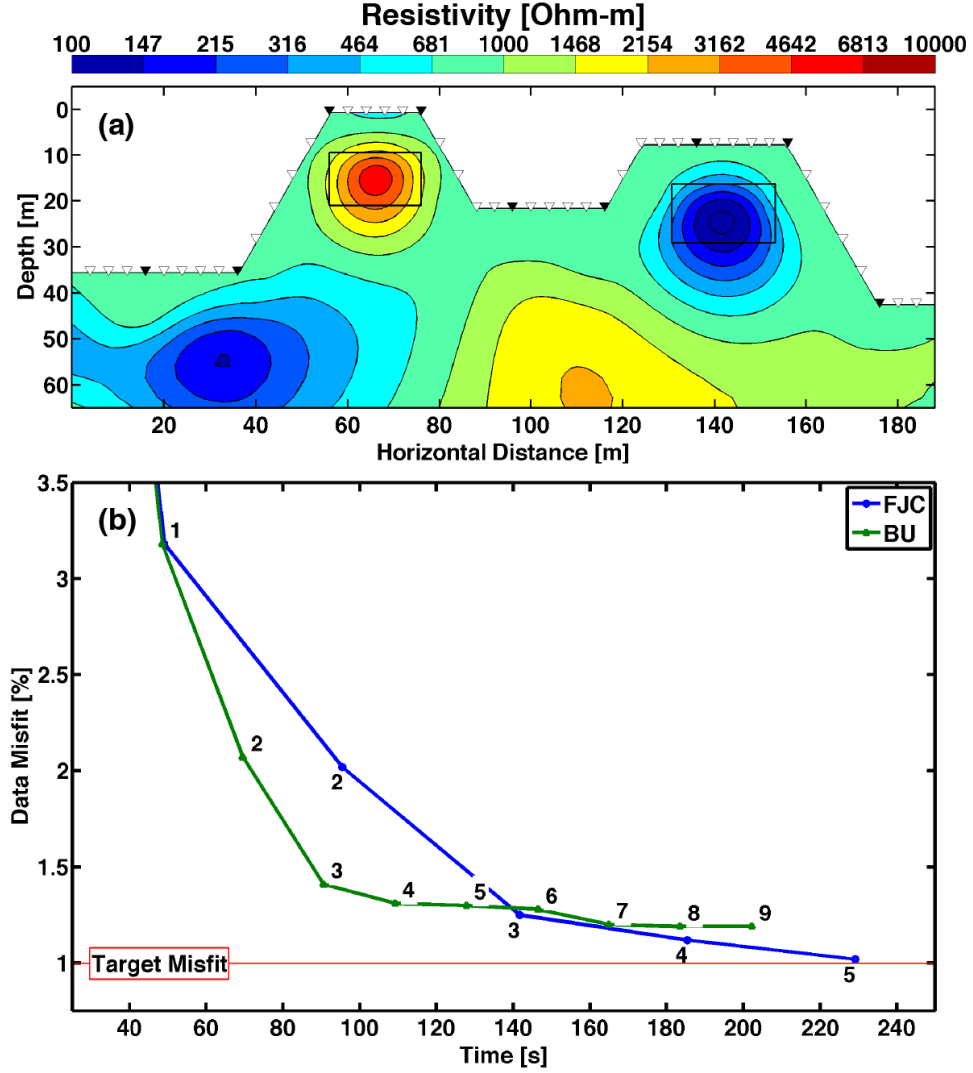 Resistivity [Ohm-m]
100 147 215 316 464 681 1000 1468 2154 3162 4642 6813 10000
(a)
0
10
20
30
40
50
60
Depth [m]
20 40 60 80 100 120 140 160 180
Horizontal Distance [m]
3.5
3
2.5
2
1.5
1
Data Misfit [%]
(b)
FJC
BU
1
2
2
3
4
5
6
7
8
9
3
4
5
Target Misfit
40 60 80 100 120 140 160 180 200 220 240
Time [s]